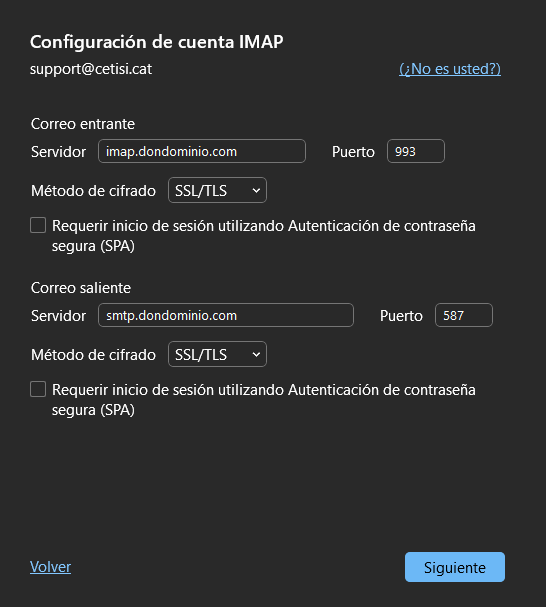 Configuración de cuenta IMAP
support@cetisi.cat (¿No es usted?)
Correo entrante
Servidor imap.dondominio.com Puerto 993
Método de cifrado SSL/TLS
Requerir inicio de sesión utilizando Autenticación de contraseña
segura (SPA)
Correo saliente
Servidor smtp.dondominio.com Puerto 587
Método de cifrado SSL/TLS
Requerir inicio de sesión utilizando Autenticación de contraseña
segura (SPA)
Volver Siguiente